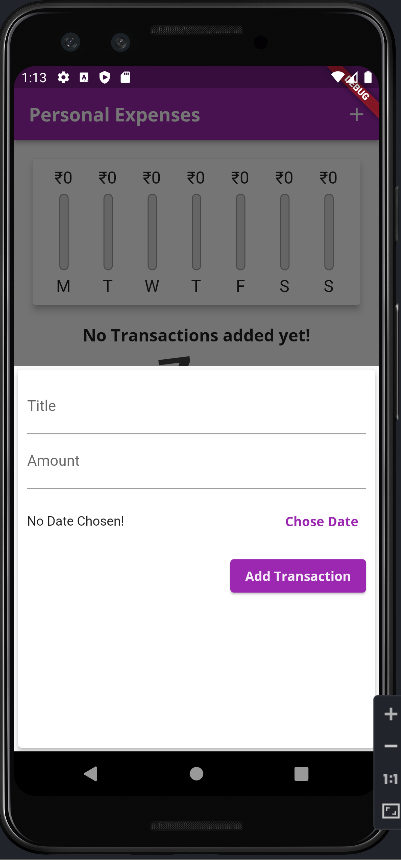 1:13
DEBUG
Personal Expenses
₹0 ₹0 ₹0 ₹0 ₹0 ₹0 ₹0
M T W T F S S
No Transactions added yet!
Title
Amount
No Date Chosen! Chose Date
Add Transaction
1:1